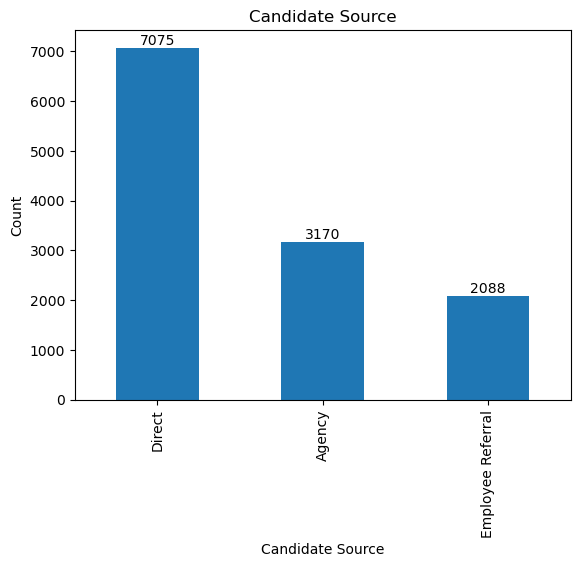 Candidate Source
7075
3170
2088
7000
6000
5000
4000
3000
2000
1000
0
Count
Direct
Agency
Employee Referral
Candidate Source